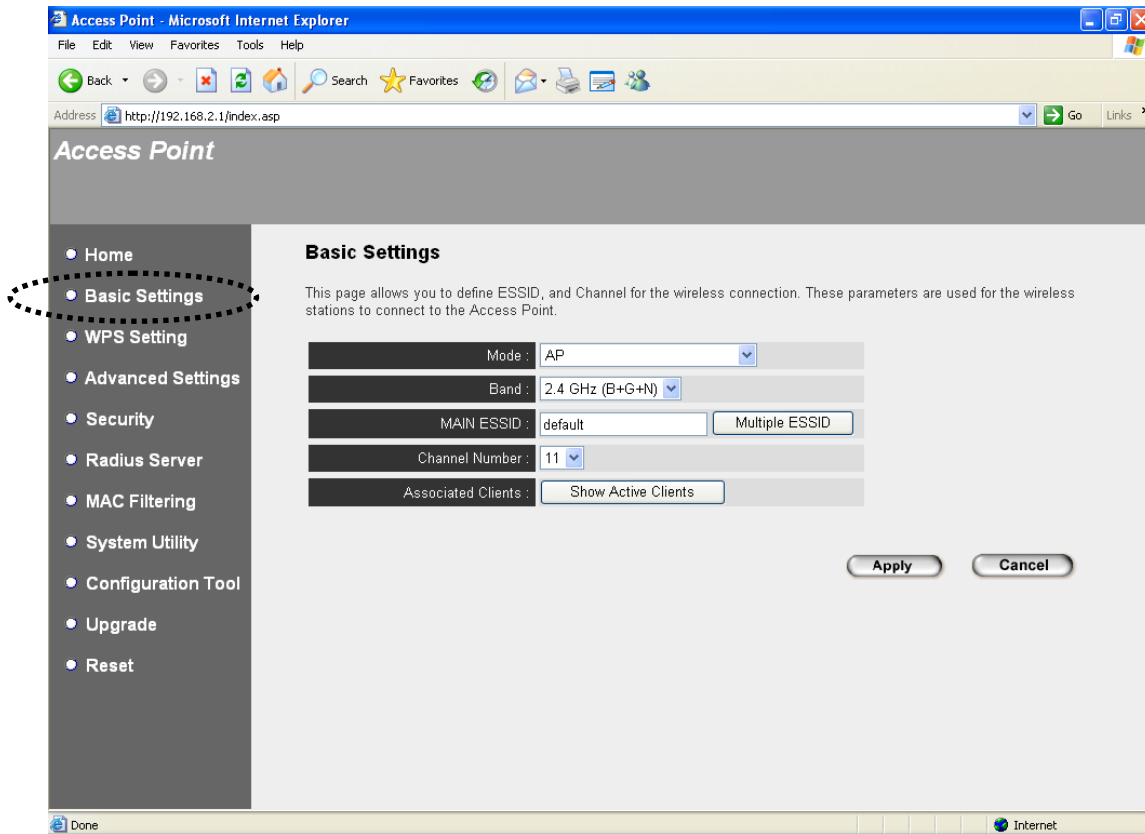 Access Point - Microsoft Internet Explorer
File Edit View Favorites Tools Help
Back Search Favorites
Address http://192.168.2.1/index.asp Go Links
Access Point
Home
Basic Settings
WPS Setting
Advanced Settings
Security
Radius Server
MAC Filtering
System Utility
Configuration Tool
Upgrade
Reset
Basic Settings
This page allows you to define ESSID, and Channel for the wireless connection. These parameters are used for the wireless
stations to connect to the Access Point.
Mode : AP
Band : 2.4 GHz (B+G+N)
MAIN ESSID : default Multiple ESSID
Channel Number : 11
Associated Clients : Show Active Clients
Apply Cancel
Done Internet